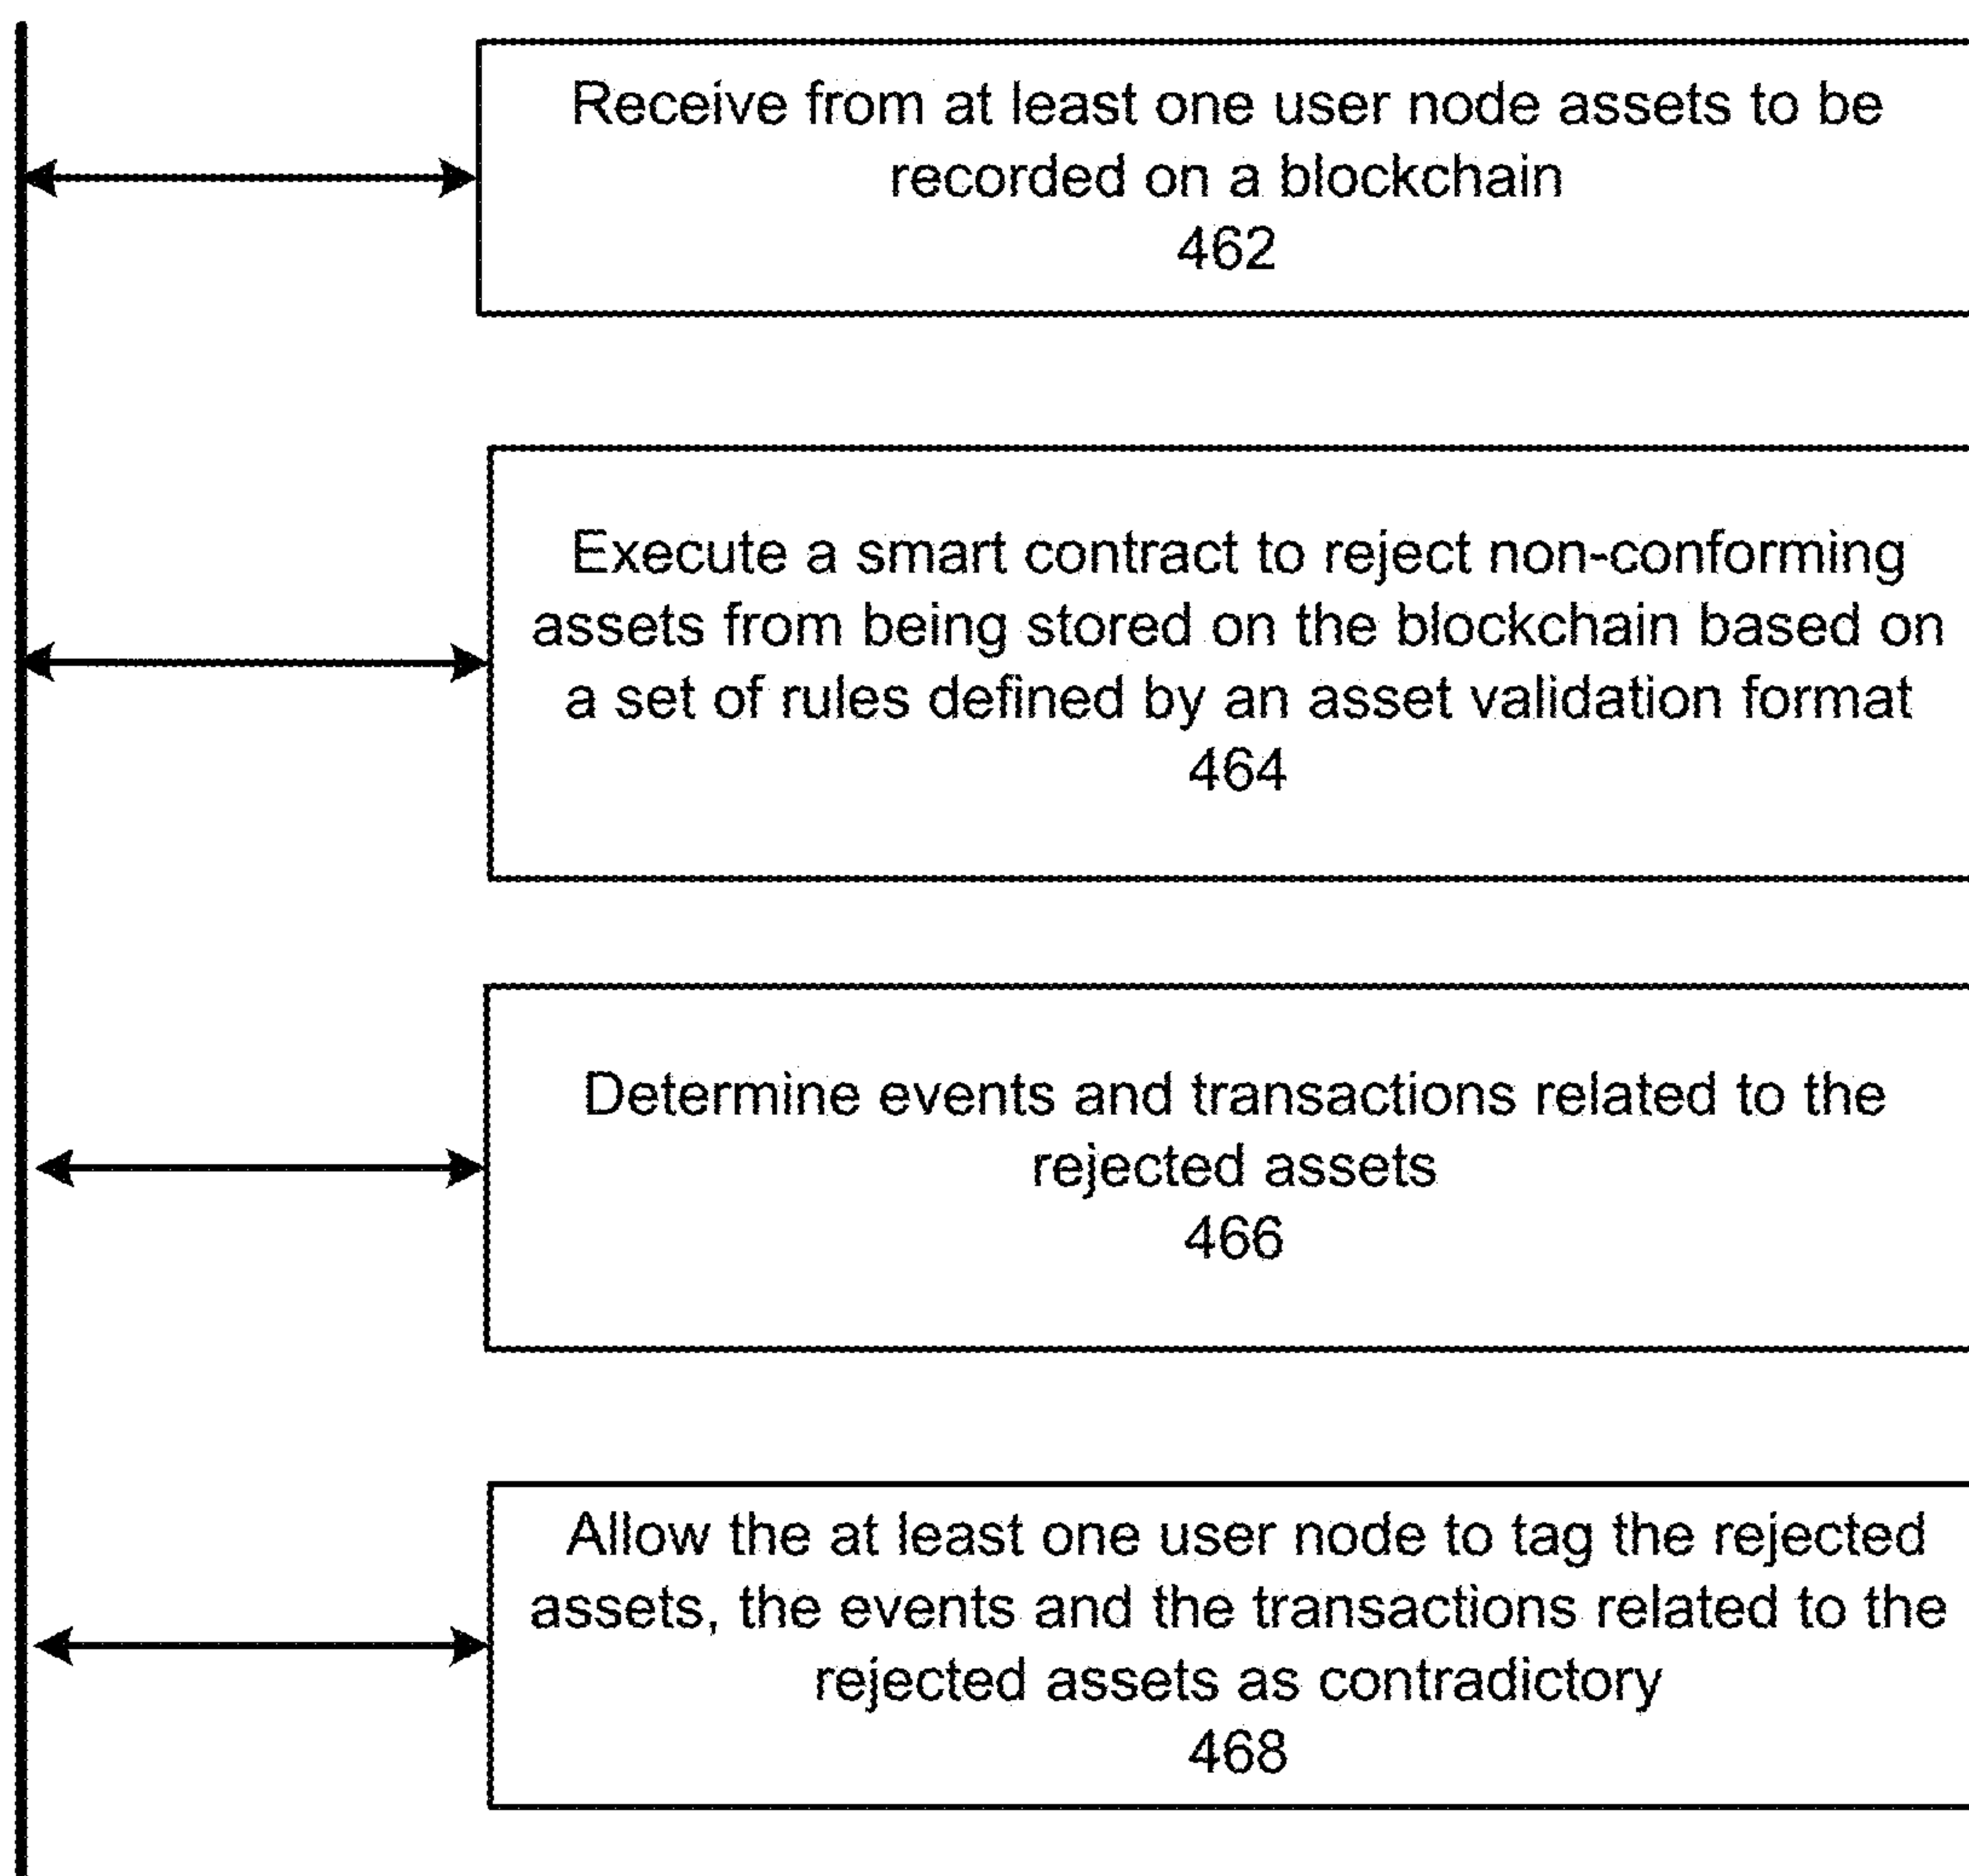 Receive from at least one user node assets to be
recorded on a blockchain
462
Execute a smart contract to reject non-conforming
assets from being stored on the blockchain based on
a set of rules defined by an asset validation format
464
Determine events and transactions related to the
rejected assets
466
Allow the at least one user node to tag the rejected
assets, the events and the transactions related to the
rejected assets as contradictory
468